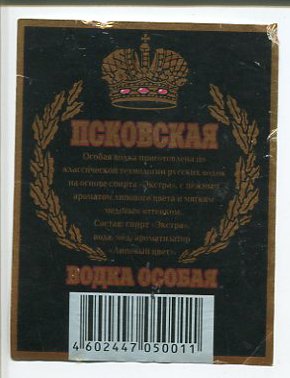 ПСКОВСКАЯ
Особая водка приготовлена по
классической технологии русских водок
на основе спирта «Экстра», с нежным
ароматом липового цвета и мягким
медовым оттенком.
Состав: спирт «Экстра»,
вода, мед, ароматизатор
«Липовый цвет».
ВОДКА ОСОБАЯ
4 602447 050011